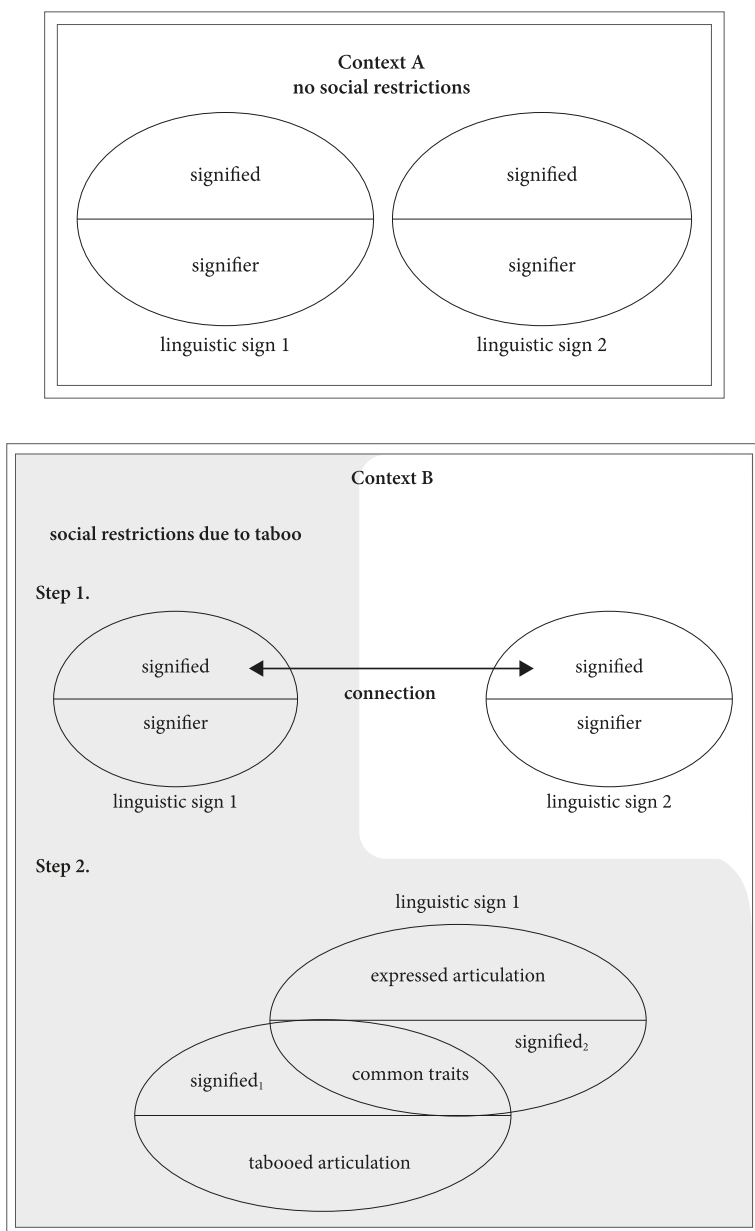 Context A
no social restrictions
signified
signified
signifier
signifier
linguistic sign 1
linguistic sign 2
Context B
social restrictions due to taboo
Step 1.
signified
signified
connection
signifier
signifier
linguistic sign 1
linguistic sign 2
Step 2.
linguistic sign 1
expressed articulation
signified₂
common traits
signified₁
tabooed articulation